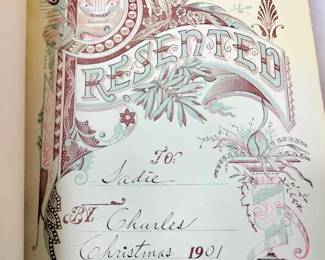 PRESENTED
TO:
Sadie
BY Charles
Christmas 1901